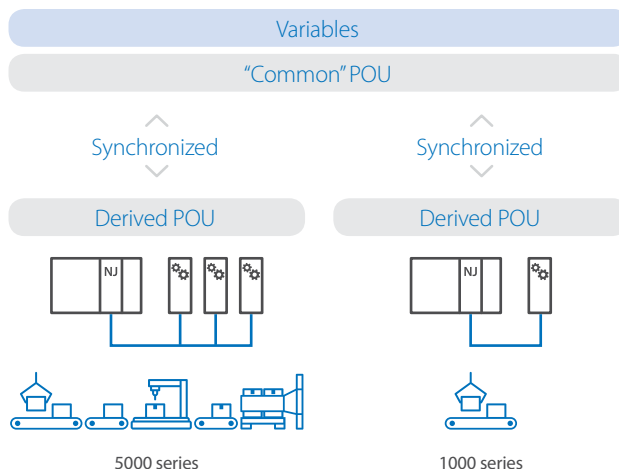 Variables
“Common” POU
Synchronized
Synchronized
Derived POU
Derived POU
NJ
NJ
5000 series
1000 series